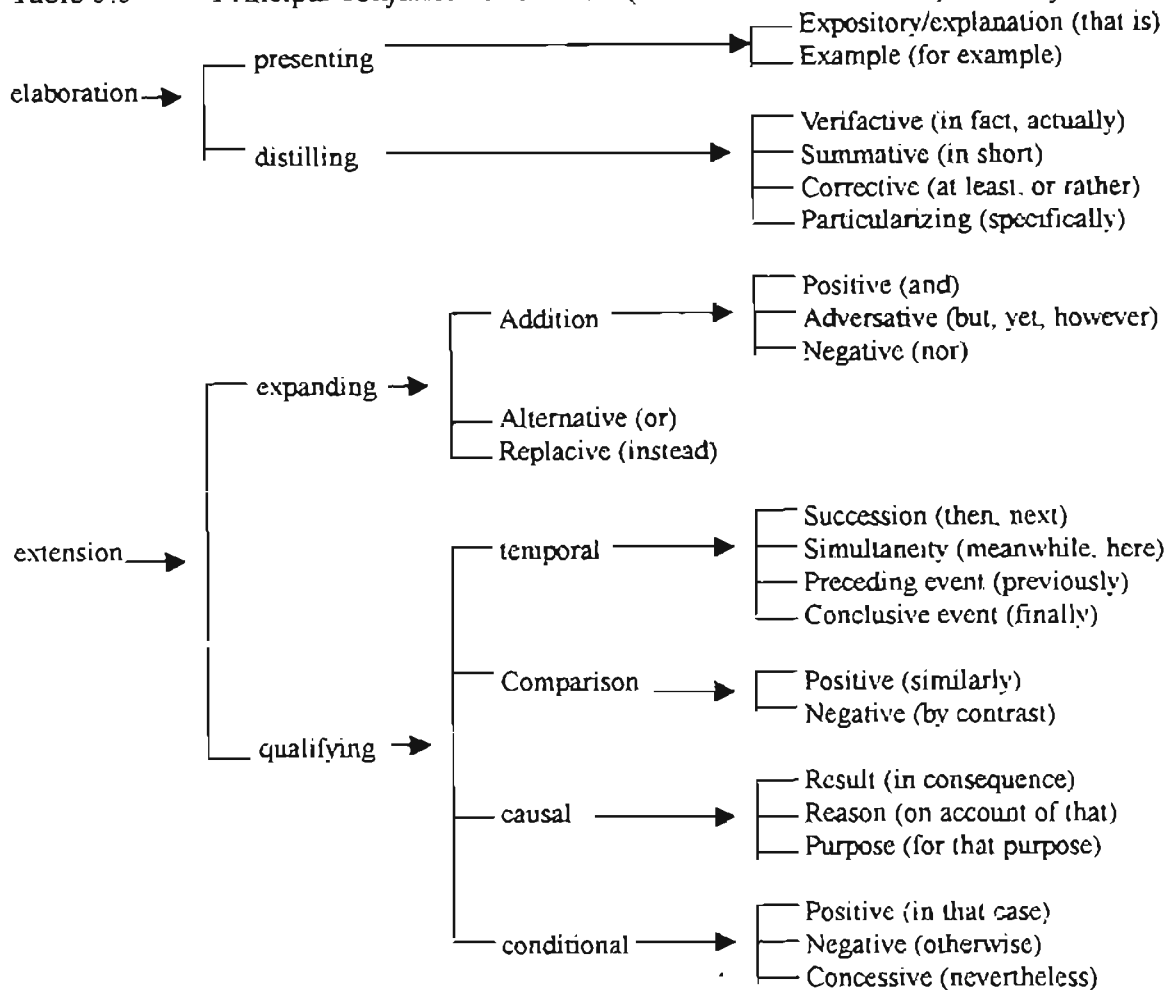 presenting
Expository/explanation (that is)
Example (for example)
elaboration
distilling
Verifactive (in fact, actually)
Summative (in short)
Corrective (at least, or rather)
Particularizing (specifically)
extension
expanding
Addition
Positive (and)
Adversative (but, yet, however)
Negative (nor)
Alternative (or)
Replacive (instead)
qualifying
temporal
Succession (then, next)
Simultaneity (meanwhile, here)
Preceding event (previously)
Conclusive event (finally)
Comparison
Positive (similarly)
Negative (by contrast)
causal
Result (in consequence)
Reason (on account of that)
Purpose (for that purpose)
conditional
Positive (in that case)
Negative (otherwise)
Concessive (nevertheless)